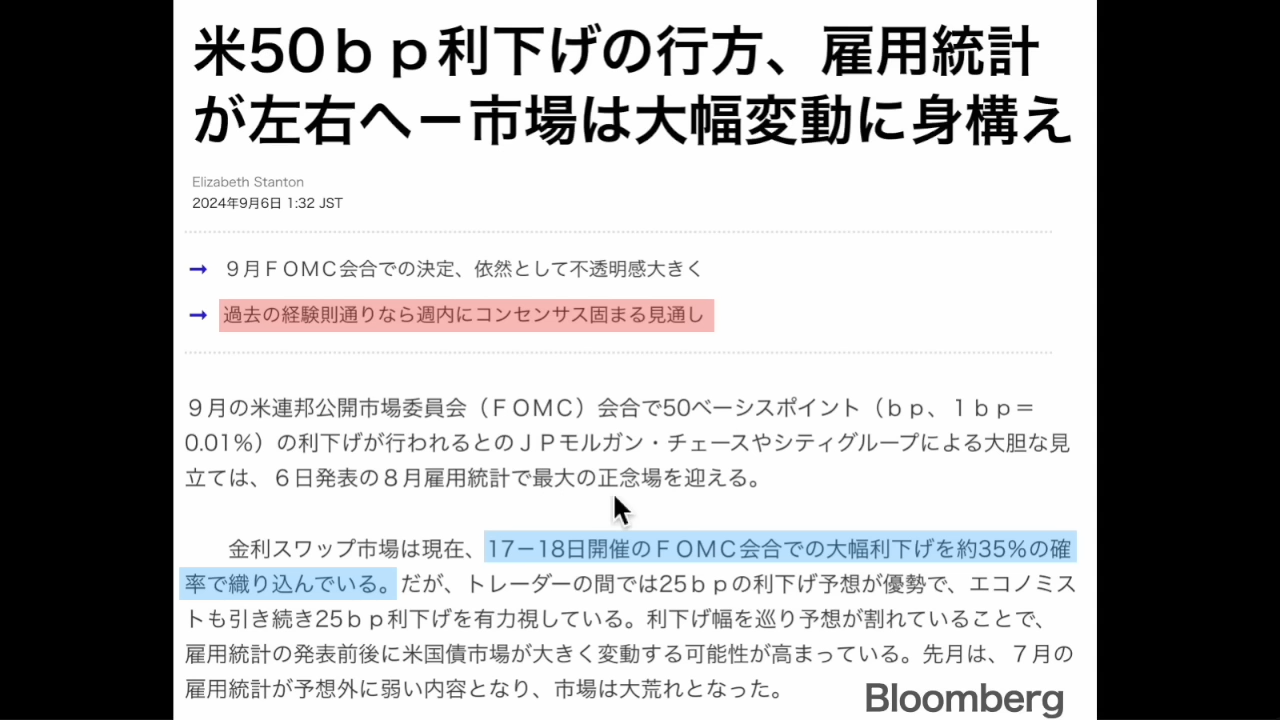 米50ｂｐ利下げの行方、雇用統計
が左右へ－市場は大幅変動に身構え
Elizabeth Stanton
2024年9月6日 1:32 JST
→ ９月ＦＯＭＣ会合での決定、依然として不透明感大きく
→ 過去の経験則通りなら週内にコンセンサス固まる見通し
９月の米連邦公開市場委員会（ＦＯＭＣ）会合で50ベーシスポイント（ｂｐ、１ｂｐ＝
0.01％）の利下げが行われるとのＪＰモルガン・チェースやシティグループによる大胆な見
立ては、６日発表の８月雇用統計で最大の正念場を迎える。
金利スワップ市場は現在、17－18日開催のＦＯＭＣ会合での大幅利下げを約35％の確
率で織り込んでいる。だが、トレーダーの間では25ｂｐの利下げ予想が優勢で、エコノミス
トも引き続き25ｂｐ利下げを有力視している。利下げ幅を巡り予想が割れていることで、
雇用統計の発表前後に米国債市場が大きく変動する可能性が高まっている。先月は、７月の
雇用統計が予想外に弱い内容となり、市場は大荒れとなった。
Bloomberg